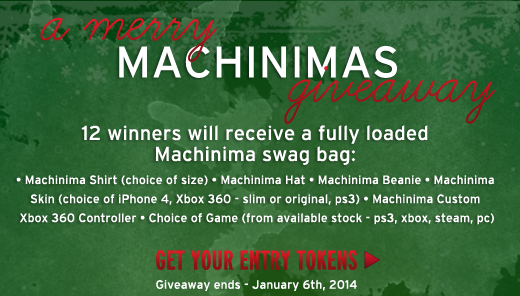 a merry
MACHINIMAS
giveaway
12 winners will receive a fully loaded
Machinima swag bag:
• Machinima Shirt (choice of size) • Machinima Hat • Machinima Beanie • Machinima
Skin (choice of iPhone 4, Xbox 360 - slim or original, ps3) • Machinima Custom
Xbox 360 Controller • Choice of Game (from available stock - ps3, xbox, steam, pc)
GET YOUR ENTRY TOKENS
Giveaway ends - January 6th, 2014